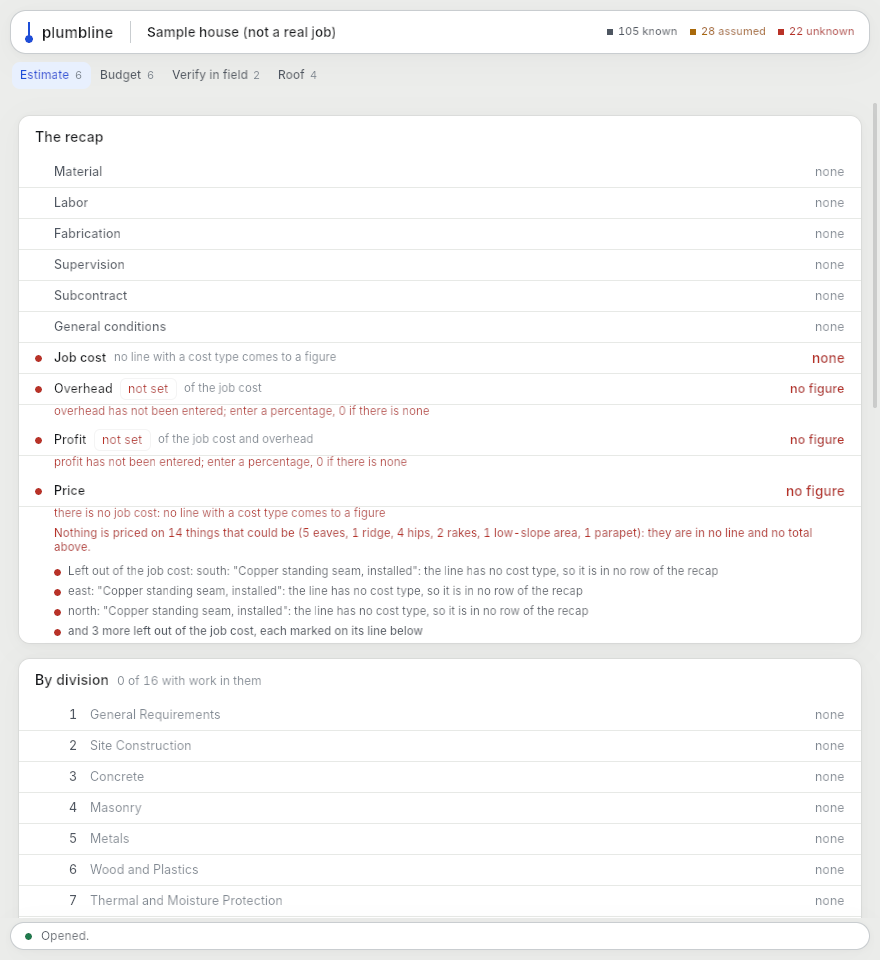 plumbline Sample house (not a real job) 105 known 28 assumed 22 unknown
Estimate 6 Budget 6 Verify in field 2 Roof 4
The recap
Material none
Labor none
Fabrication none
Supervision none
Subcontract none
General conditions none
Job cost no line with a cost type comes to a figure none
Overhead not set of the job cost no figure
overhead has not been entered; enter a percentage, 0 if there is none
Profit not set of the job cost and overhead no figure
profit has not been entered; enter a percentage, 0 if there is none
Price no figure
there is no job cost: no line with a cost type comes to a figure
Nothing is priced on 14 things that could be (5 eaves, 1 ridge, 4 hips, 2 rakes, 1 low-slope area, 1 parapet): they are in no line and no total
above.
Left out of the job cost: south: "Copper standing seam, installed": the line has no cost type, so it is in no row of the recap
east: "Copper standing seam, installed": the line has no cost type, so it is in no row of the recap
north: "Copper standing seam, installed": the line has no cost type, so it is in no row of the recap
and 3 more left out of the job cost, each marked on its line below
By division 0 of 16 with work in them
1 General Requirements none
2 Site Construction none
3 Concrete none
4 Masonry none
5 Metals none
6 Wood and Plastics none
7 Thermal and Moisture Protection none
Opened.